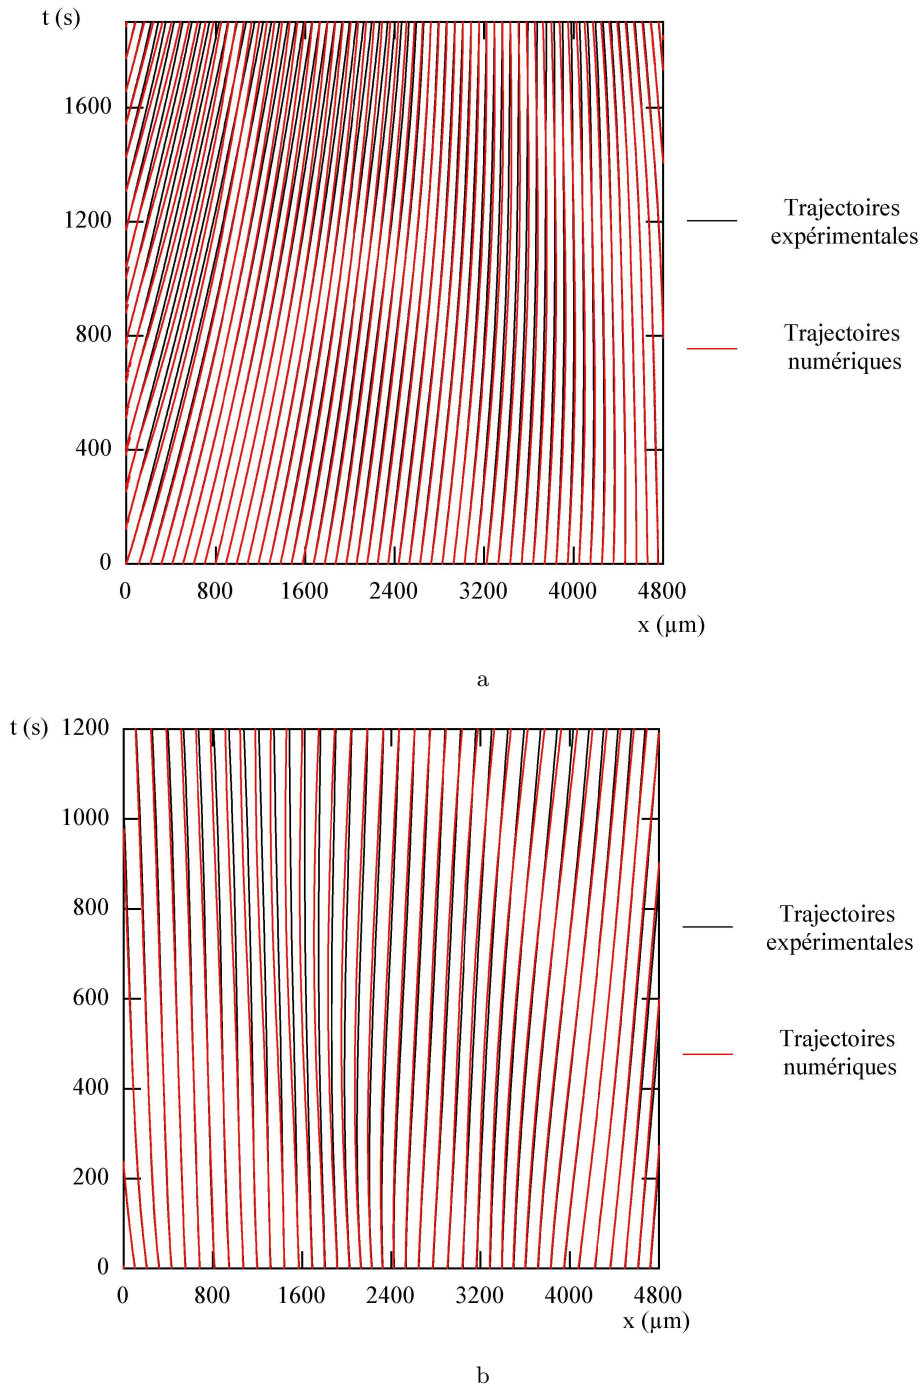 t (s)
1600
1200
800
400
0
0 800 1600 2400 3200 4000 4800
x (µm)
Trajectoires
expérimentales
Trajectoires
numériques
a
t (s) 1200
1000
800
600
400
200
0
0 800 1600 2400 3200 4000 4800
x (µm)
Trajectoires
expérimentales
Trajectoires
numériques
b